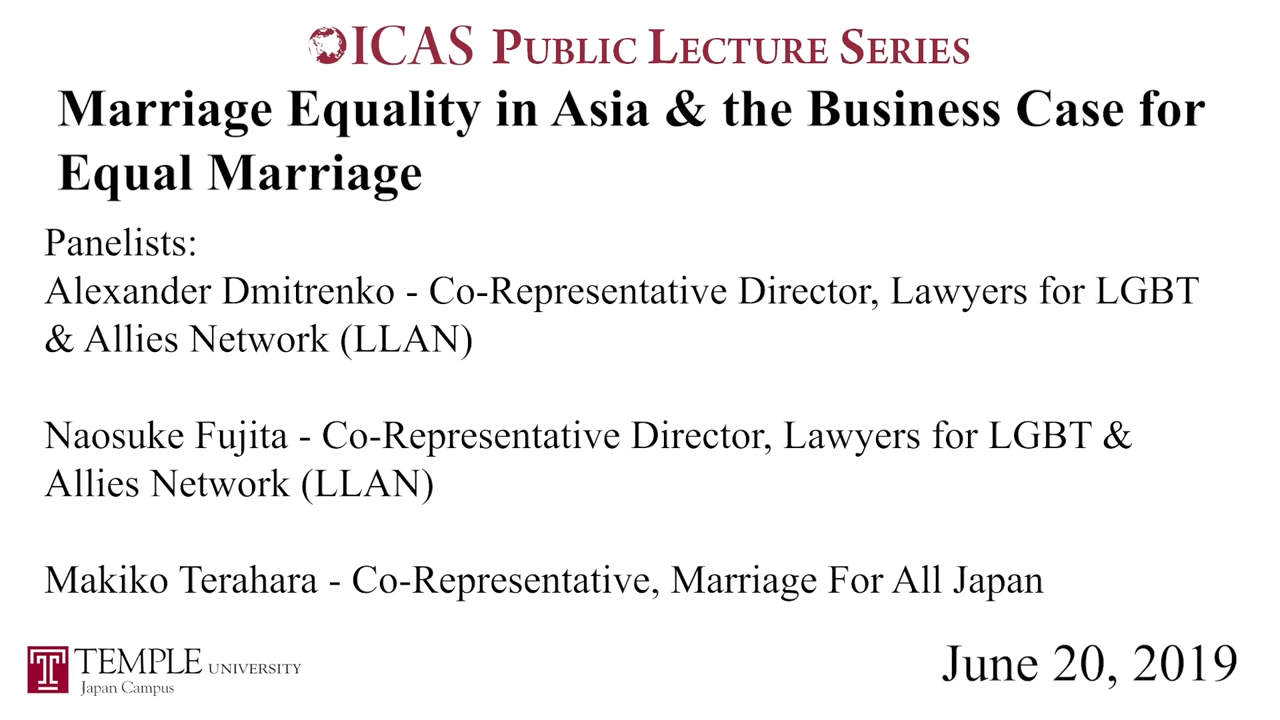 ICAS PUBLIC LECTURE SERIES
Marriage Equality in Asia & the Business Case for
Equal Marriage
Panelists:
Alexander Dmitrenko - Co-Representative Director, Lawyers for LGBT
& Allies Network (LLAN)
Naosuke Fujita - Co-Representative Director, Lawyers for LGBT &
Allies Network (LLAN)
Makiko Terahara - Co-Representative, Marriage For All Japan
TEMPLE UNIVERSITY
Japan Campus
June 20, 2019